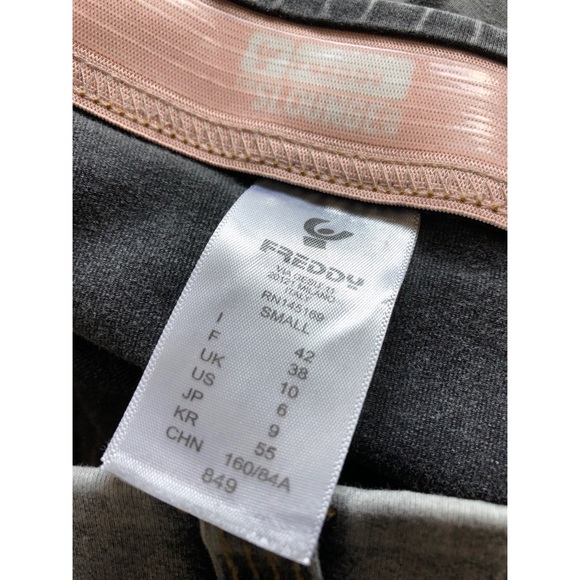 FREDDY
VIA GESU, 11
20121 MILANO
ITALY
RN145169
SMALL
I 42
F 38
UK 10
US 6
JP 9
KR 55
CHN 160/84A
849